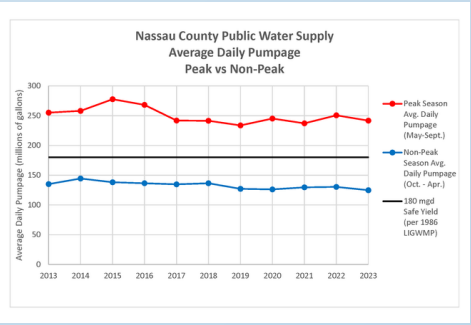 Nassau County Public Water Supply
Average Daily Pumpage
Peak vs Non-Peak
Average Daily Pumpage (millions of gallons)
300
250
200
150
100
50
0
2013 2014 2015 2016 2017 2018 2019 2020 2021 2022 2023
Peak Season
Avg. Daily
Pumpage
(May-Sept.)
Non-Peak
Season Avg.
Daily Pumpage
(Oct. - Apr.)
180 mgd
Safe Yield
(per 1986
LIGWMP)